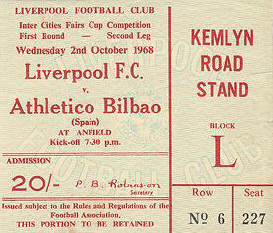 LIVERPOOL FOOTBALL CLUB
Inter Cities Fairs Cup Competition
First Round — Second Leg
Wednesday 2nd October 1968
Liverpool F.C.
v.
Athletico Bilbao
(Spain)
AT ANFIELD
Kick-off 7-30 p.m.
ADMISSION
20/- P. B. Robinson
Secretary
Issued subject to the Rules and Regulations of the
Football Association.
THIS PORTION TO BE RETAINED
KEMLYN
ROAD
STAND
BLOCK
L
Row Seat
No 6 227